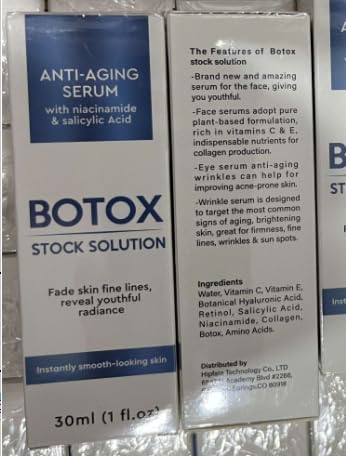 ANTI-AGING
SERUM
with niacinamide
& salicylic Acid
BOTOX
STOCK SOLUTION
Fade skin fine lines,
reveal youthful
radiance
Instantly smooth-looking skin
30ml (1 fl.oz)
The Features of Botox
stock solution
-Brand new and amazing
serum for the face, giving
you youthful.
-Face serums adopt pure
plant-based formulation,
rich in vitamins C & E,
indispensable nutrients for
collagen production.
-Eye serum anti-aging
wrinkles can help for
improving acne-prone skin.
-Wrinkle serum is designed
to target the most common
signs of aging, brightening
skin, great for firmness, fine
lines, wrinkles & sun spots.
Ingredients
Water, Vitamin C, Vitamin E,
Botanical Hyaluronic Acid,
Retinol, Salicylic Acid,
Niacinamide, Collagen,
Botox, Amino Acids.
Distributed by
Technology Co., LTD
Academy Blvd #2266,
CO 80918
A
B
S
Inst